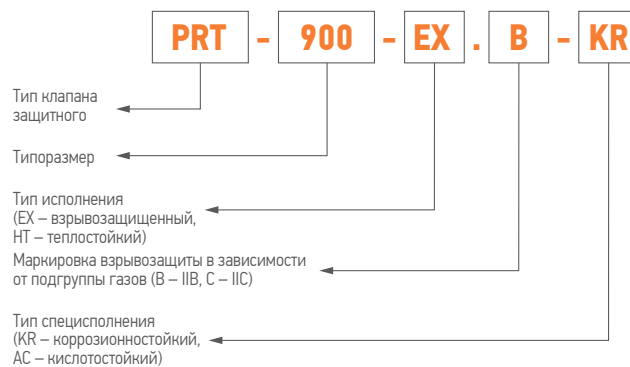 PRT - 900 - EX . B - KR
Тип клапана
защитного
Типоразмер
Тип исполнения
(EX – взрывозащищенный,
HT – теплостойкий)
Маркировка взрывозащиты в зависимости
от подгруппы газов (B – IIB, C – IIC)
Тип специсполнения
(KR – коррозионностойкий,
AC – кислотостойкий)